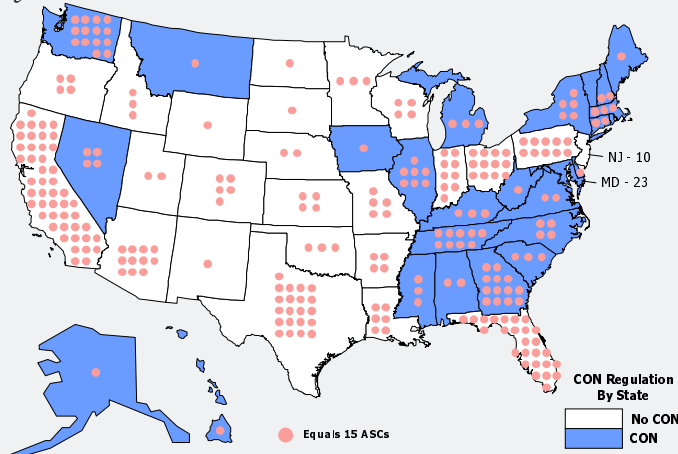 NJ - 10
MD - 23
CON Regulation
By State
No CON
CON
Equals 15 ASCs